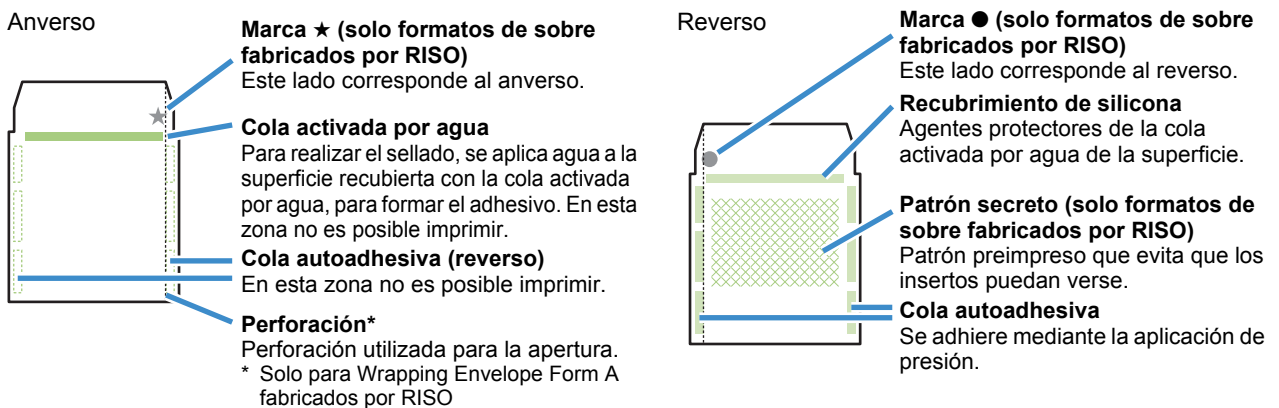 Anverso
Marca ★ (solo formatos de sobre
fabricados por RISO)
Este lado corresponde al anverso.
Cola activada por agua
Para realizar el sellado, se aplica agua a la
superficie recubierta con la cola activada
por agua, para formar el adhesivo. En esta
zona no es posible imprimir.
Cola autoadhesiva (reverso)
En esta zona no es posible imprimir.
Perforación*
Perforación utilizada para la apertura.
* Solo para Wrapping Envelope Form A
fabricados por RISO
Reverso
Marca ● (solo formatos de sobre
fabricados por RISO)
Este lado corresponde al reverso.
Recubrimiento de silicona
Agentes protectores de la cola
activada por agua de la superficie.
Patrón secreto (solo formatos de
sobre fabricados por RISO)
Patrón preimpreso que evita que los
insertos puedan verse.
Cola autoadhesiva
Se adhiere mediante la aplicación de
presión.